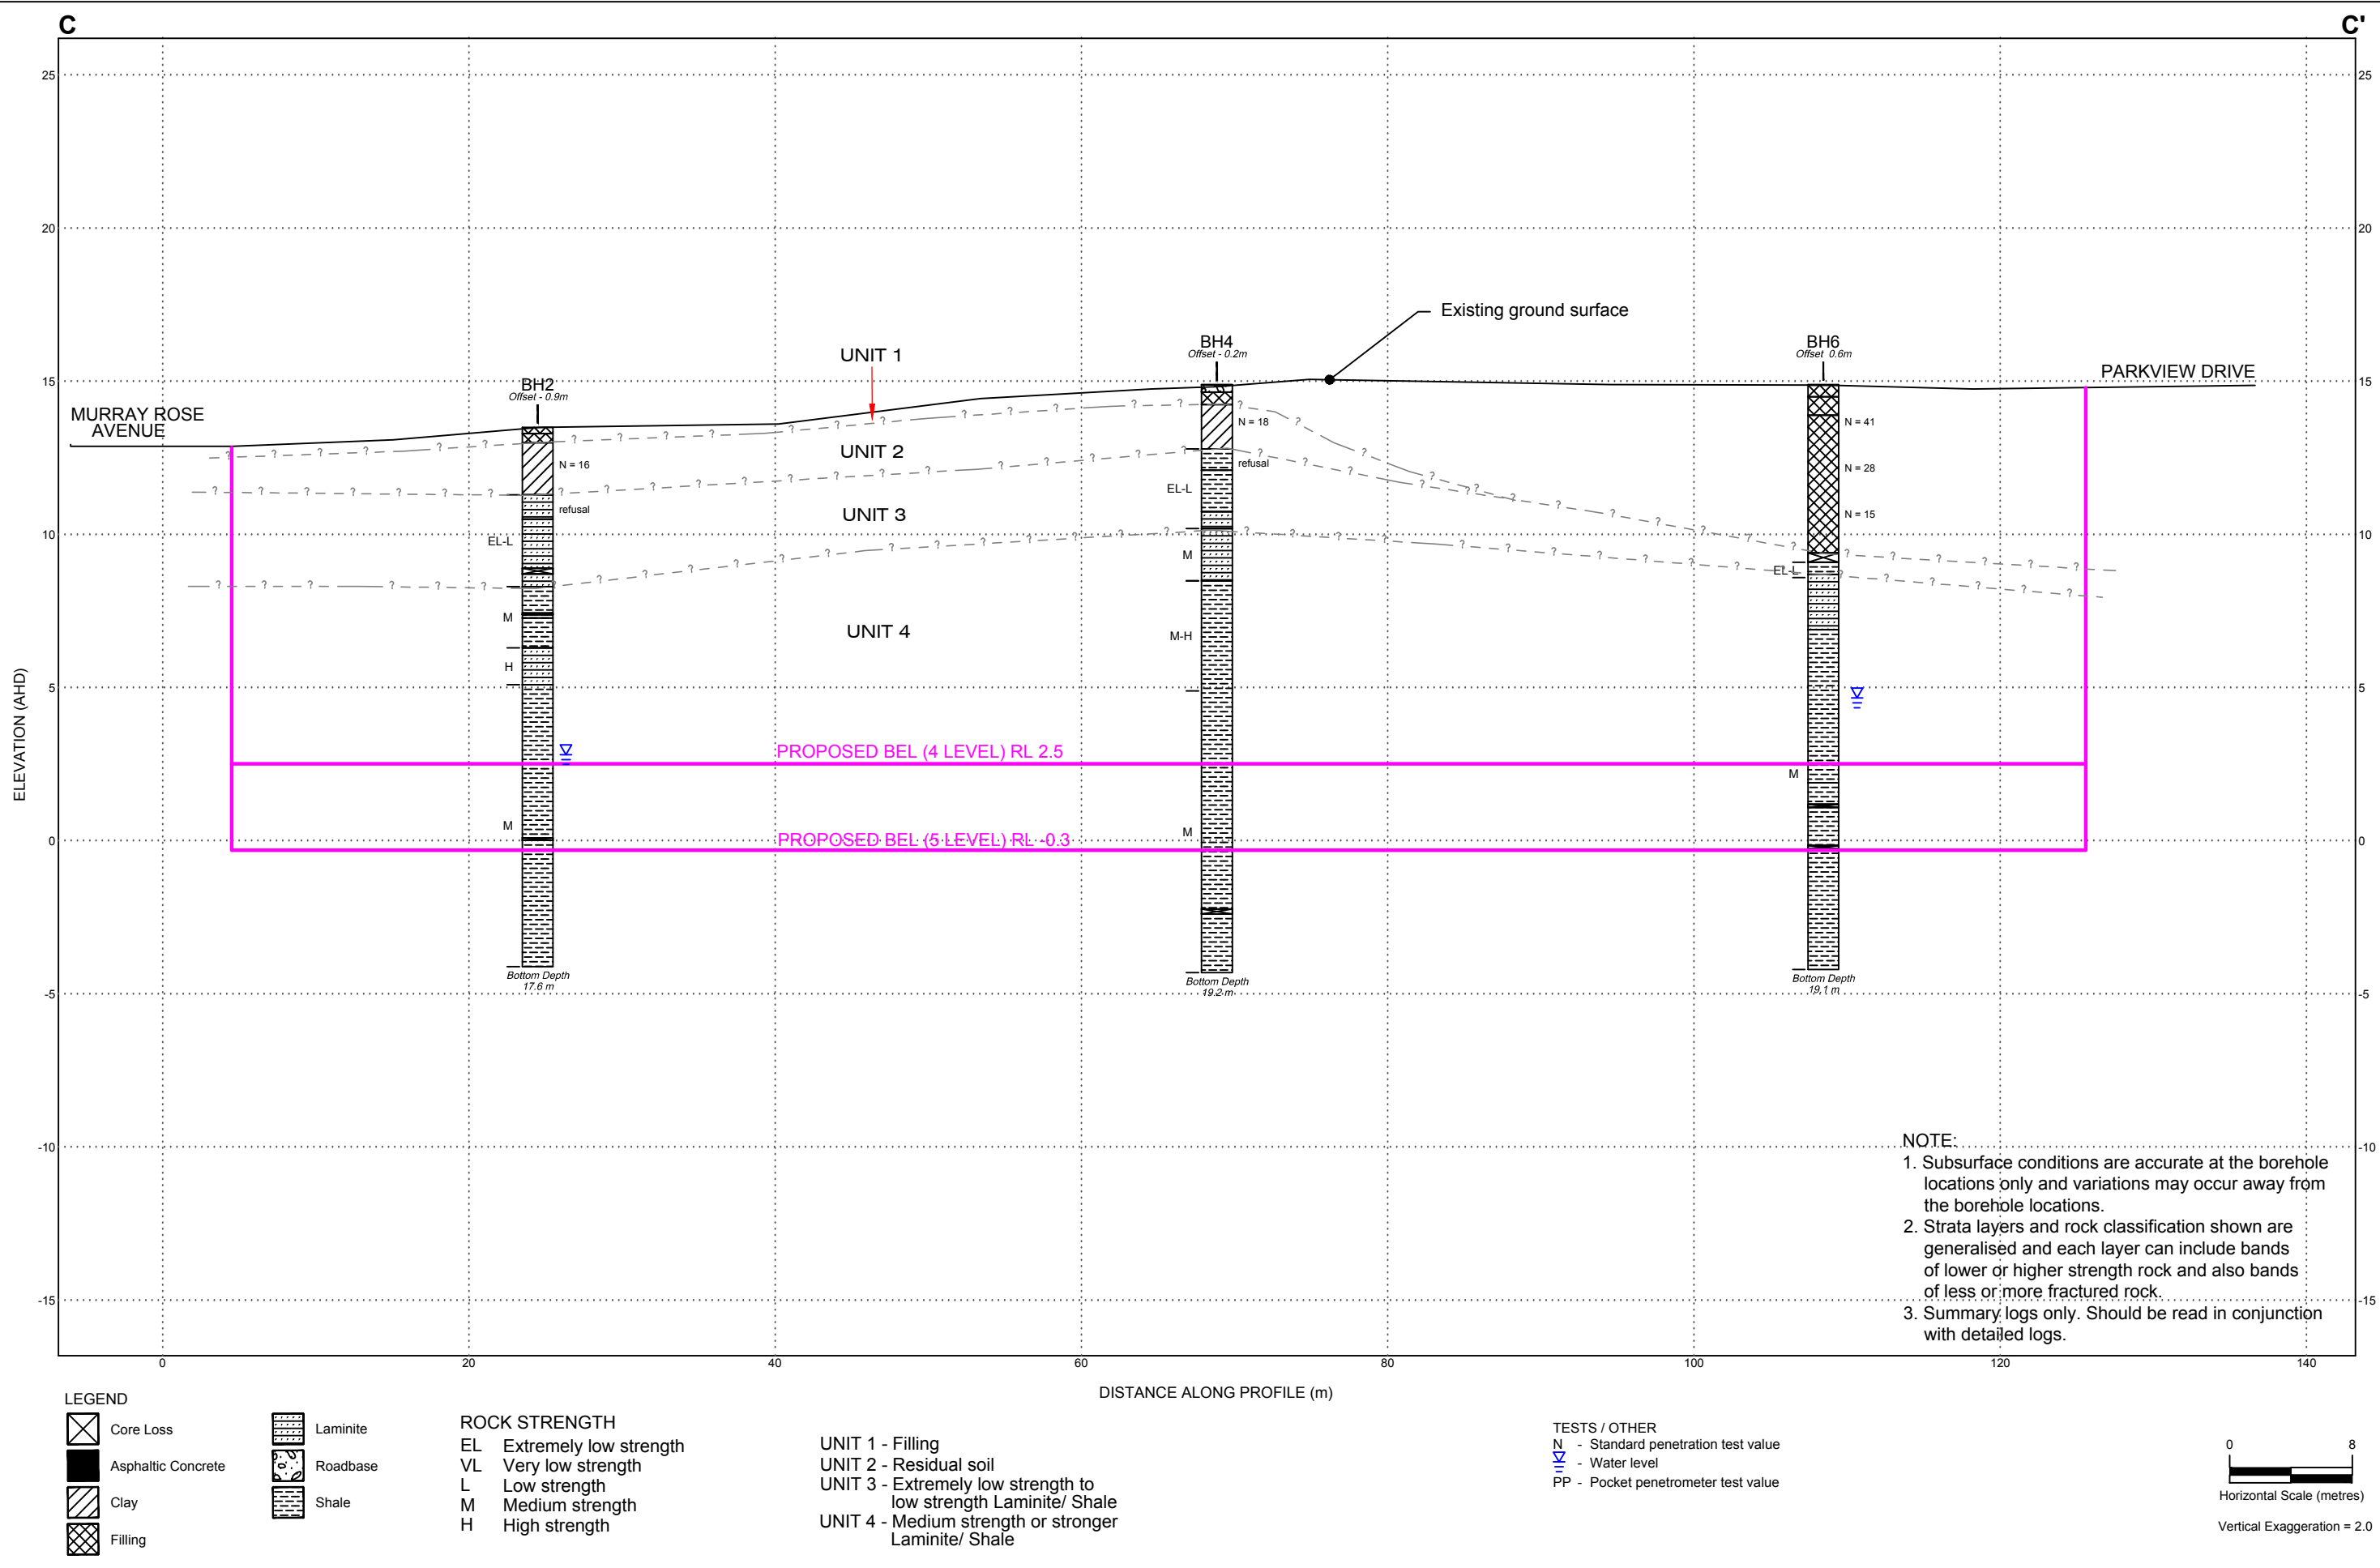 C
C'
25
25
20
20
Existing ground surface
BH4
Offset - 0.2m
BH6
Offset 0.6m
UNIT 1
15
15
PARKVIEW DRIVE
BH2
Offset - 0.9m
MURRAY ROSE
AVENUE
N = 18
N = 41
UNIT 2
N = 16
refusal
N = 28
EL-L
refusal
UNIT 3
N = 15
10
10
EL-L
M
EL-L
M
UNIT 4
M-H
H
5
5
ELEVATION (AHD)
PROPOSED BEL (4 LEVEL) RL 2.5
M
M
M
0
PROPOSED BEL (5 LEVEL) RL -0.3
0
Bottom Depth
17.6 m
Bottom Depth
19.2 m
Bottom Depth
19.1 m
-5
-5
-10
-10
NOTE:
1. Subsurface conditions are accurate at the borehole
locations only and variations may occur away from
the borehole locations.
2. Strata layers and rock classification shown are
generalised and each layer can include bands
of lower or higher strength rock and also bands
of less or more fractured rock.
3. Summary logs only. Should be read in conjunction
with detailed logs.
-15
-15
0 20 40 60 80 100 120 140
DISTANCE ALONG PROFILE (m)
LEGEND
Core Loss
Asphaltic Concrete
Clay
Filling
Laminite
Roadbase
Shale
ROCK STRENGTH
EL Extremely low strength
VL Very low strength
L Low strength
M Medium strength
H High strength
UNIT 1 - Filling
UNIT 2 - Residual soil
UNIT 3 - Extremely low strength to
low strength Laminite/ Shale
UNIT 4 - Medium strength or stronger
Laminite/ Shale
TESTS / OTHER
N - Standard penetration test value
- Water level
PP - Pocket penetrometer test value
0 8
Horizontal Scale (metres)
Vertical Exaggeration = 2.0